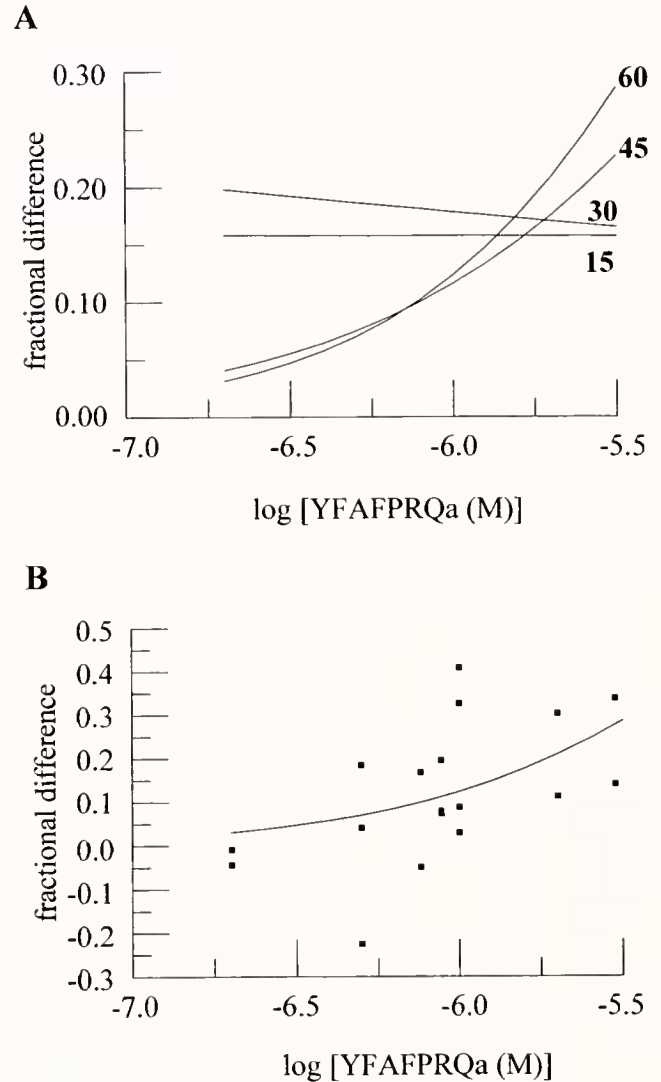 A
0.30
0.20
0.10
0.00
fractional difference
60
45
30
15
-7.0 -6.5 -6.0 -5.5
log [YFAFPRQa (M)]
B
0.5
0.4
0.3
0.2
0.1
0.0
-0.1
-0.2
-0.3
fractional difference
-7.0 -6.5 -6.0 -5.5
log [YFAFPRQa (M)]